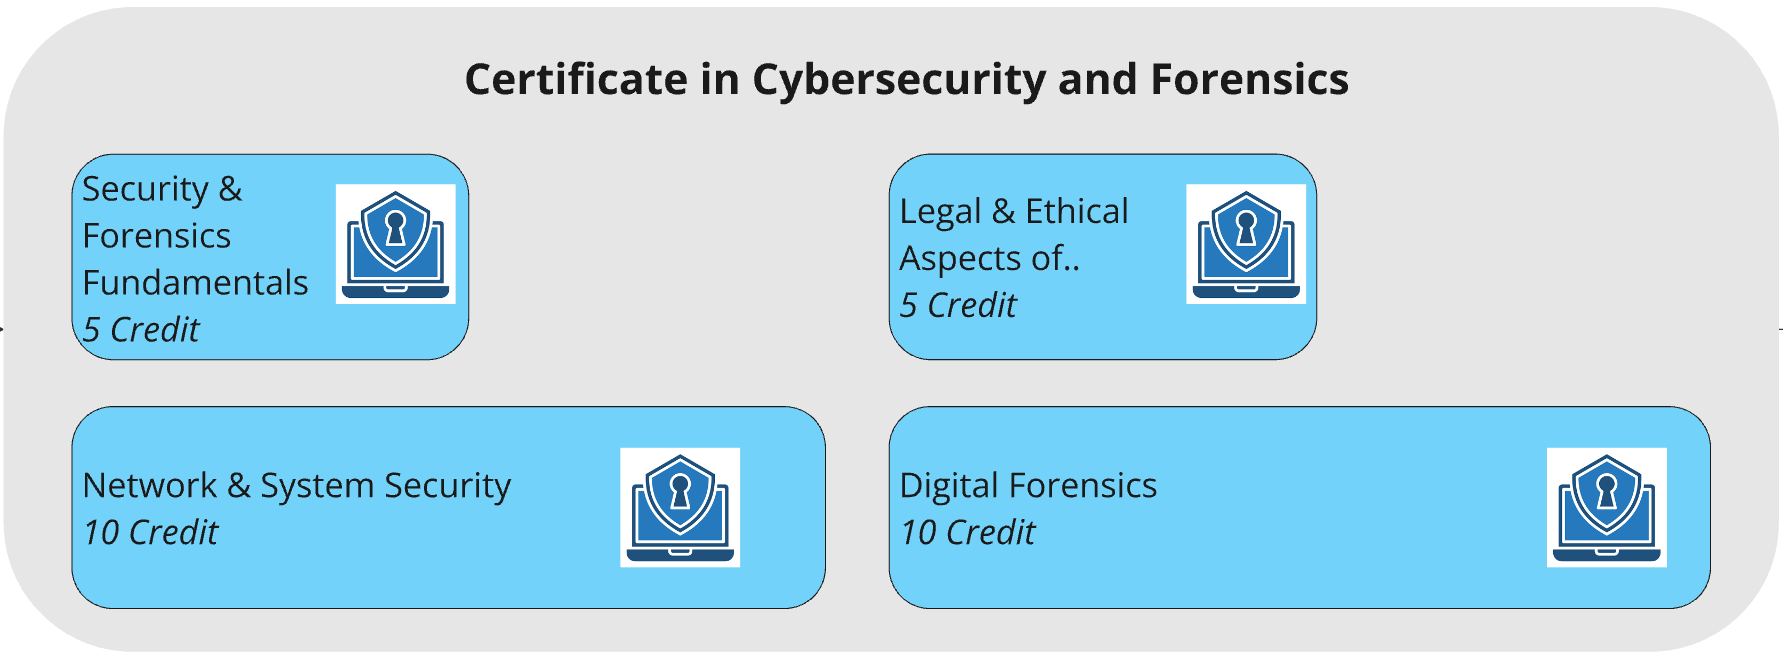 Certificate in Cybersecurity and Forensics
Security &
Forensics
Fundamentals
5 Credit
Legal & Ethical
Aspects of..
5 Credit
Network & System Security
10 Credit
Digital Forensics
10 Credit